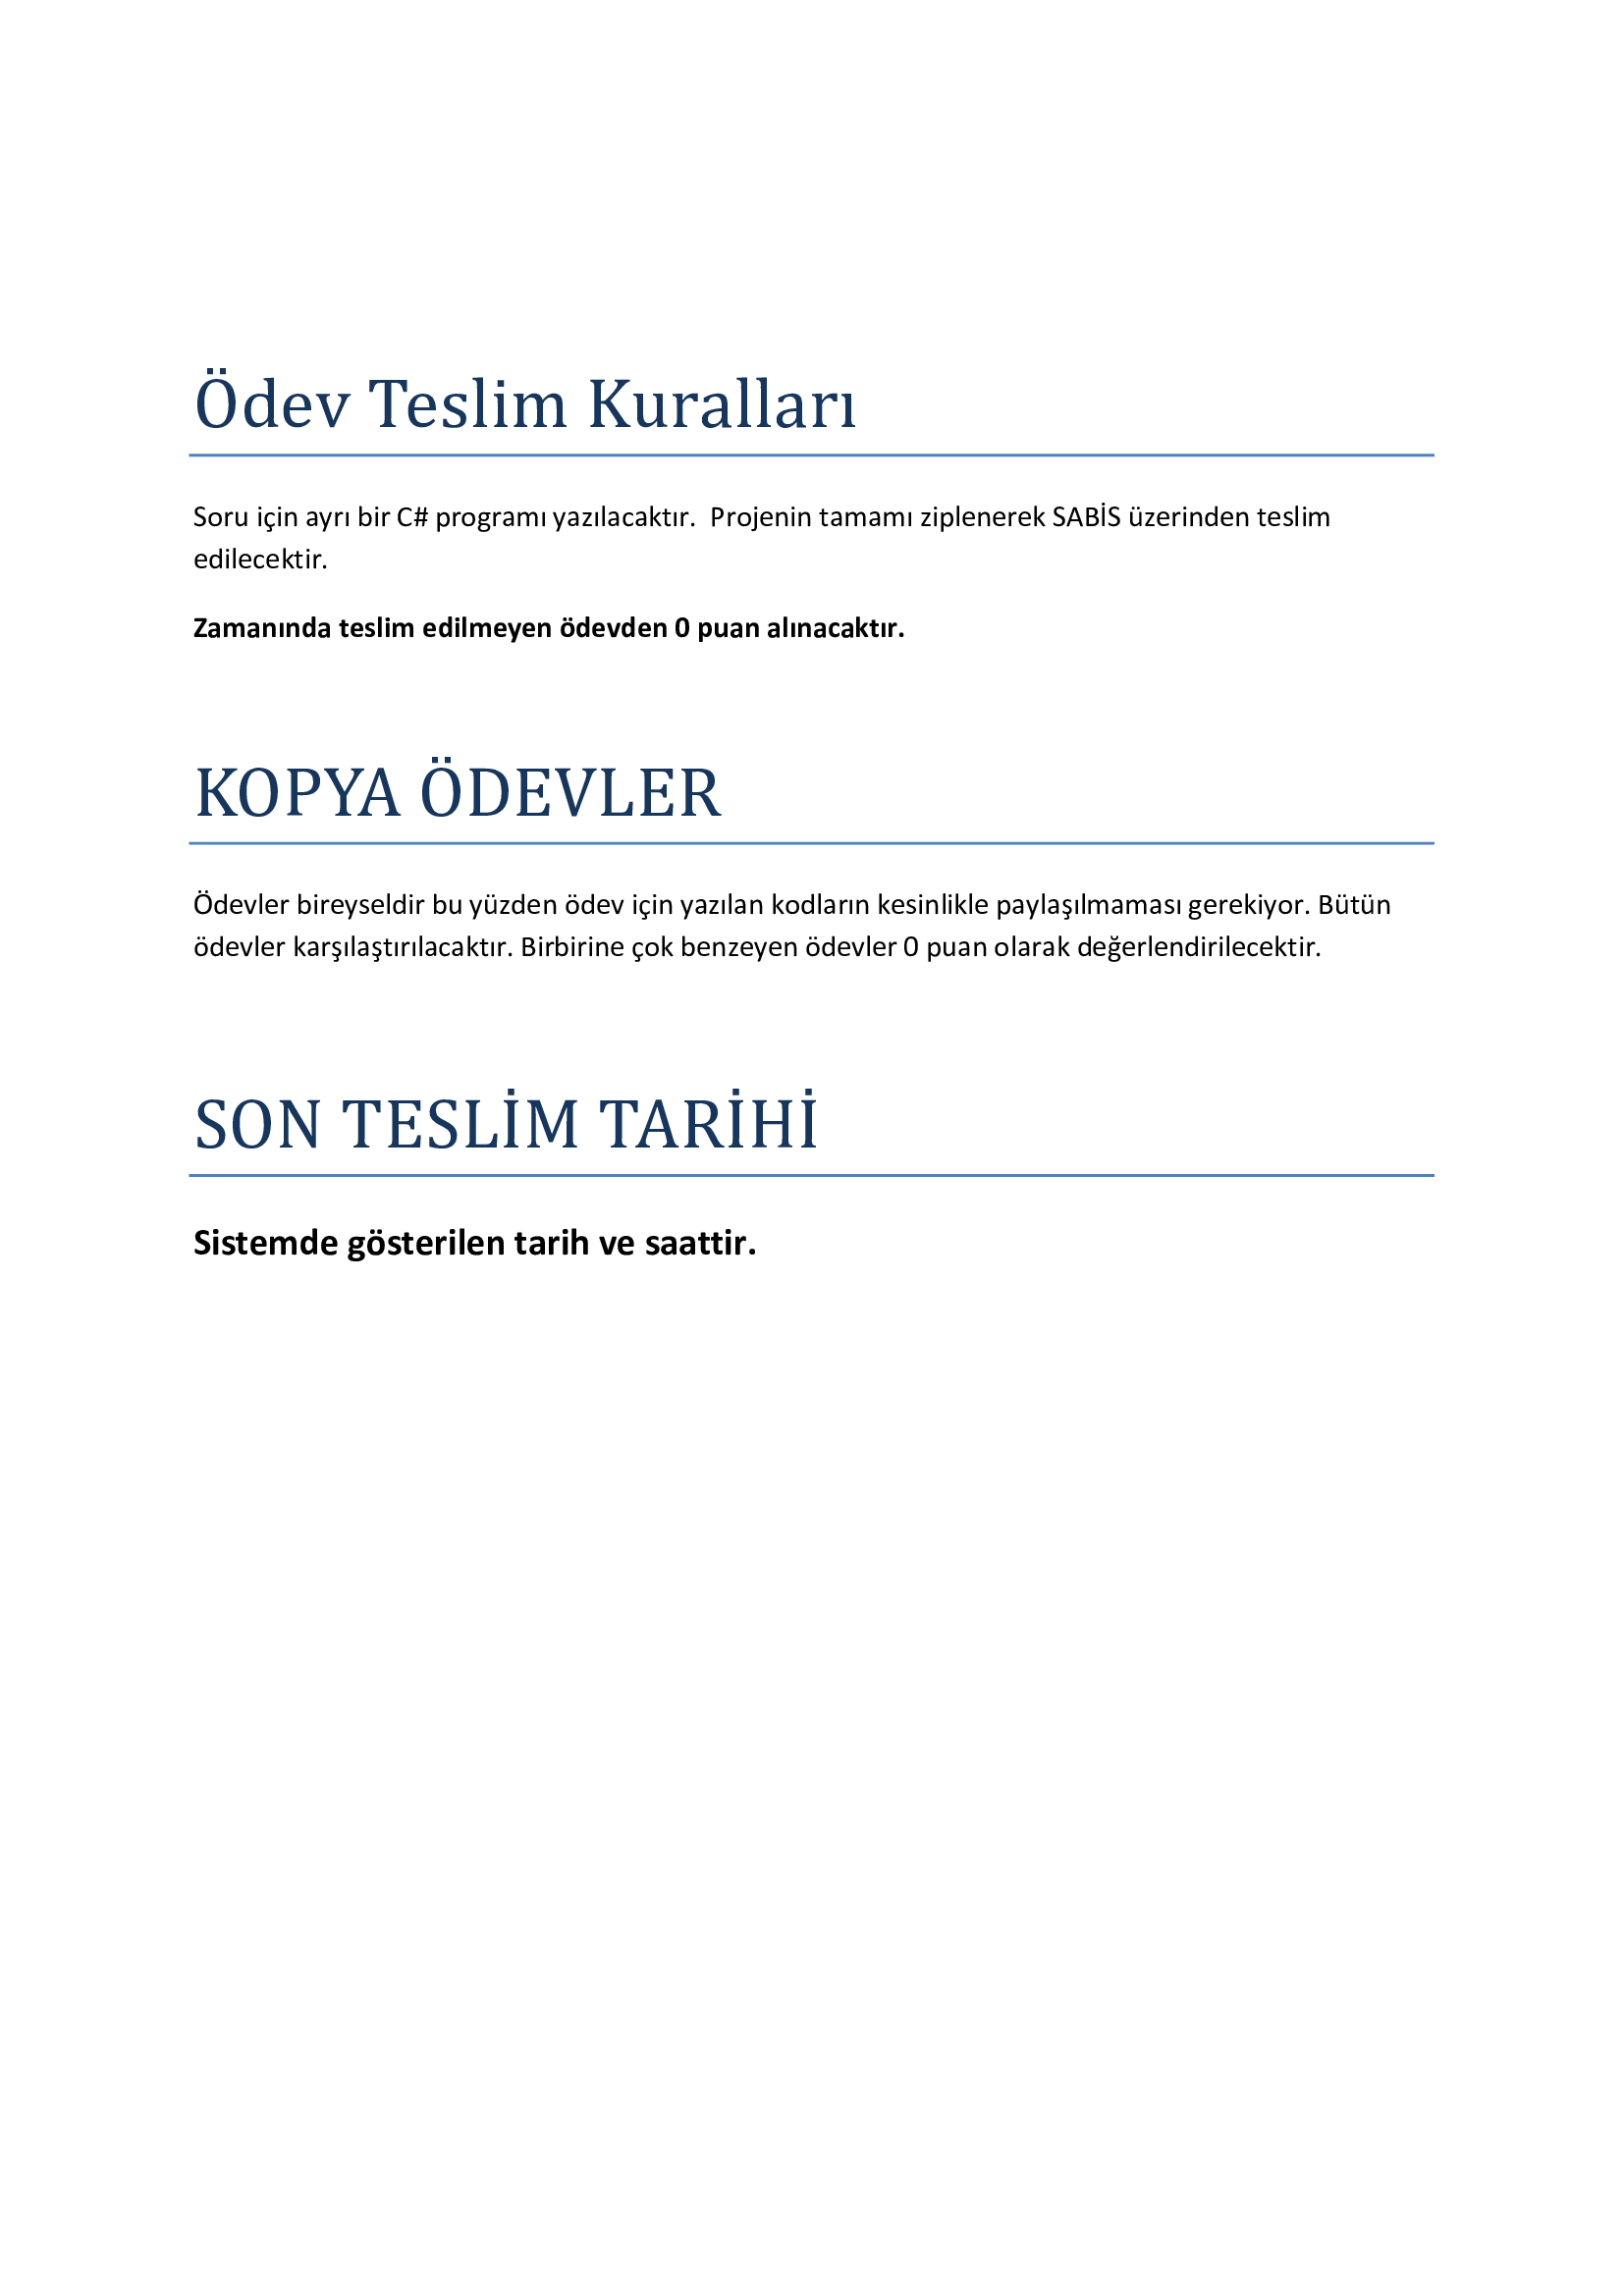 Ödev Teslim Kuralları
Soru için ayrı bir C# programı yazılacaktır.  Projenin tamamı ziplenerek SABİS üzerinden teslim
edilecektir.
Zamanında teslim edilmeyen ödevden 0 puan alınacaktır.
KOPYA ÖDEVLER
Ödevler bireyseldir bu yüzden ödev için yazılan kodların kesinlikle paylaşılmaması gerekiyor. Bütün
ödevler karşılaştırılacaktır. Birbirine çok benzeyen ödevler 0 puan olarak değerlendirilecektir.
SON TESLİM TARİHİ
Sistemde gösterilen tarih ve saattir.